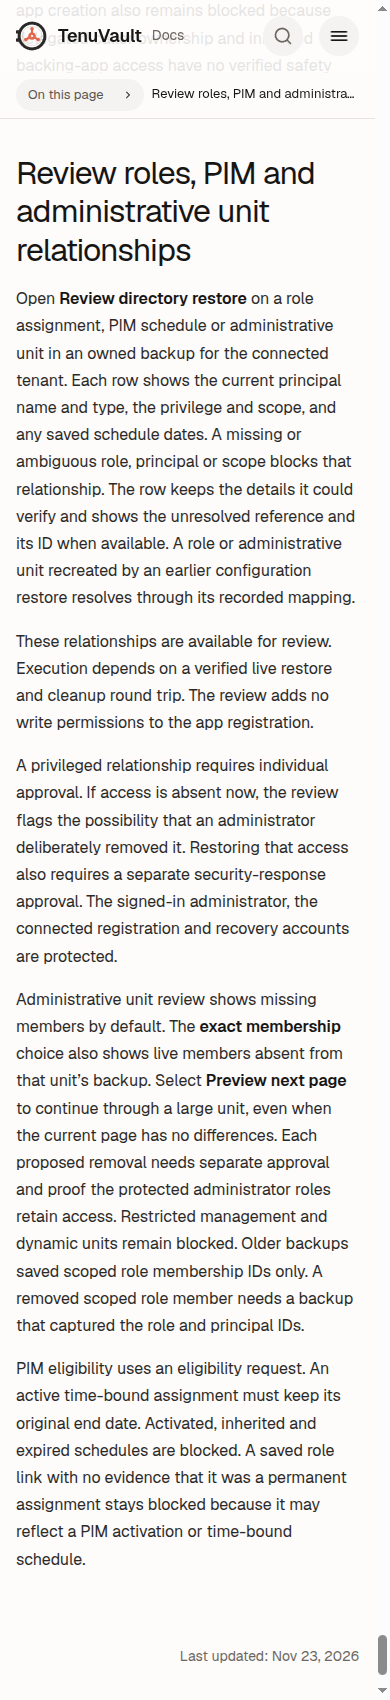 app creation also remains blocked because
TenuVault Docs
backing-app access have no verified safety
On this page
Review roles, PIM and administra...
Review roles, PIM and
administrative unit
relationships
Open Review directory restore on a role
assignment, PIM schedule or administrative
unit in an owned backup for the connected
tenant. Each row shows the current principal
name and type, the privilege and scope, and
any saved schedule dates. A missing or
ambiguous role, principal or scope blocks that
relationship. The row keeps the details it could
verify and shows the unresolved reference and
its ID when available. A role or administrative
unit recreated by an earlier configuration
restore resolves through its recorded mapping.
These relationships are available for review.
Execution depends on a verified live restore
and cleanup round trip. The review adds no
write permissions to the app registration.
A privileged relationship requires individual
approval. If access is absent now, the review
flags the possibility that an administrator
deliberately removed it. Restoring that access
also requires a separate security-response
approval. The signed-in administrator, the
connected registration and recovery accounts
are protected.
Administrative unit review shows missing
members by default. The exact membership
choice also shows live members absent from
that unit’s backup. Select Preview next page
to continue through a large unit, even when
the current page has no differences. Each
proposed removal needs separate approval
and proof the protected administrator roles
retain access. Restricted management and
dynamic units remain blocked. Older backups
saved scoped role membership IDs only. A
removed scoped role member needs a backup
that captured the role and principal IDs.
PIM eligibility uses an eligibility request. An
active time-bound assignment must keep its
original end date. Activated, inherited and
expired schedules are blocked. A saved role
link with no evidence that it was a permanent
assignment stays blocked because it may
reflect a PIM activation or time-bound
schedule.
Last updated: Nov 23, 2026